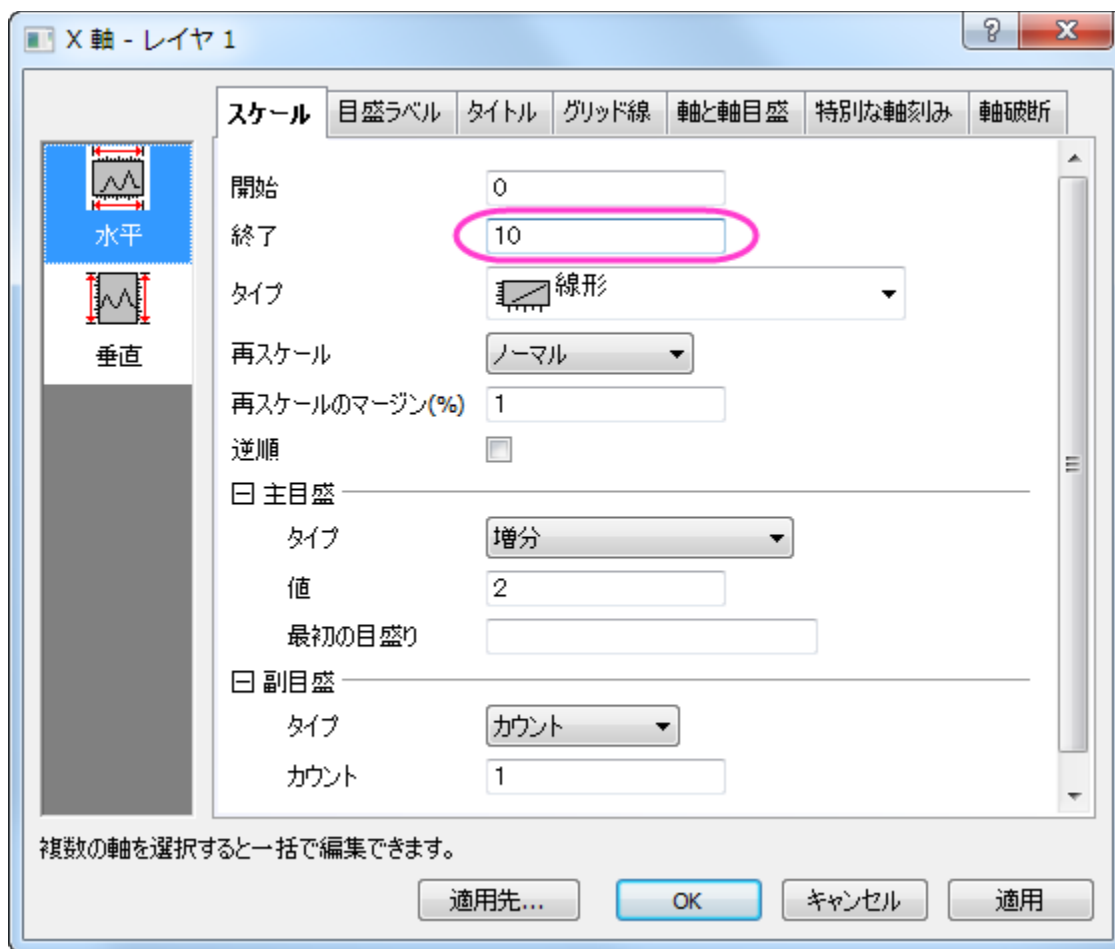 X 軸 - レイヤ 1
スケール 目盛ラベル タイトル グリッド線 軸と軸目盛 特別な軸刻み 軸破断
水平
垂直
開始 0
終了 10
タイプ 線形
再スケール ノーマル
再スケールのマージン(%) 1
逆順
主目盛
タイプ 増分
値 2
最初の目盛り
副目盛
タイプ カウント
カウント 1
複数の軸を選択すると一括で編集できます。
適用先... OK キャンセル 適用